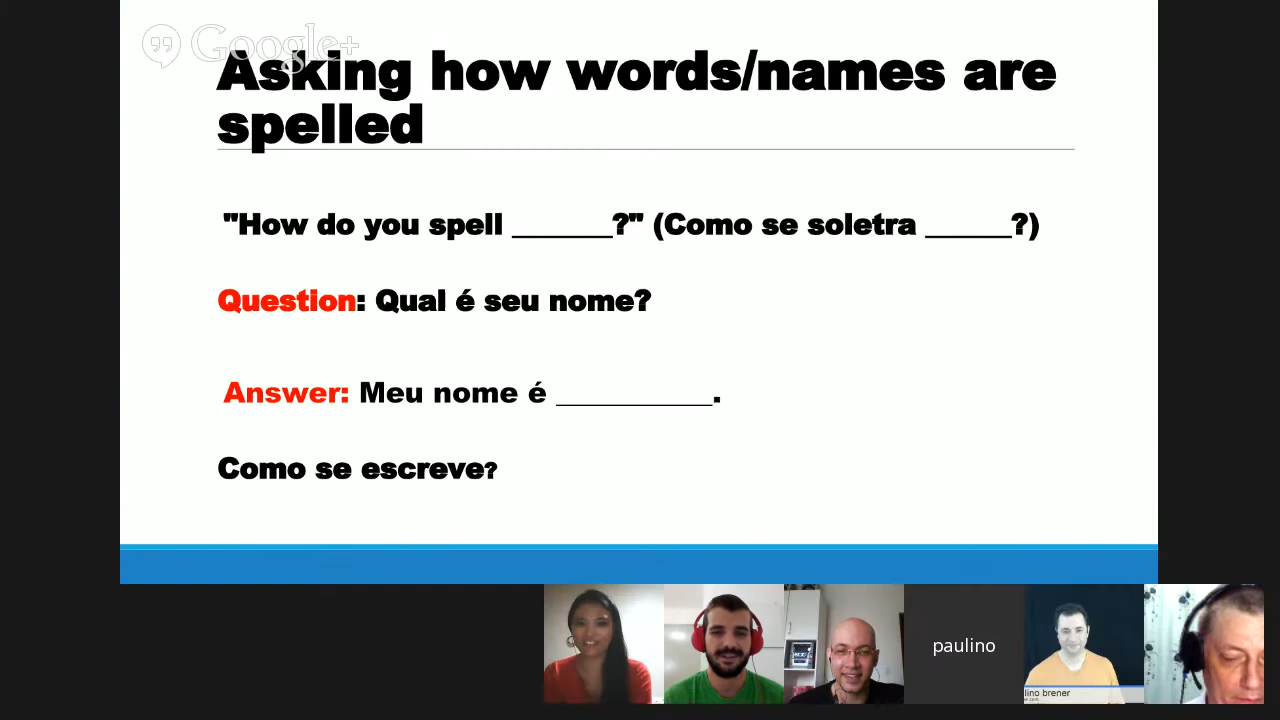 Google+
Asking how words/names are
spelled
"How do you spell _______?" (Como se soletra ______?)
Question: Qual é seu nome?
Answer: Meu nome é __________.
Como se escreve?
paulino
lino brener